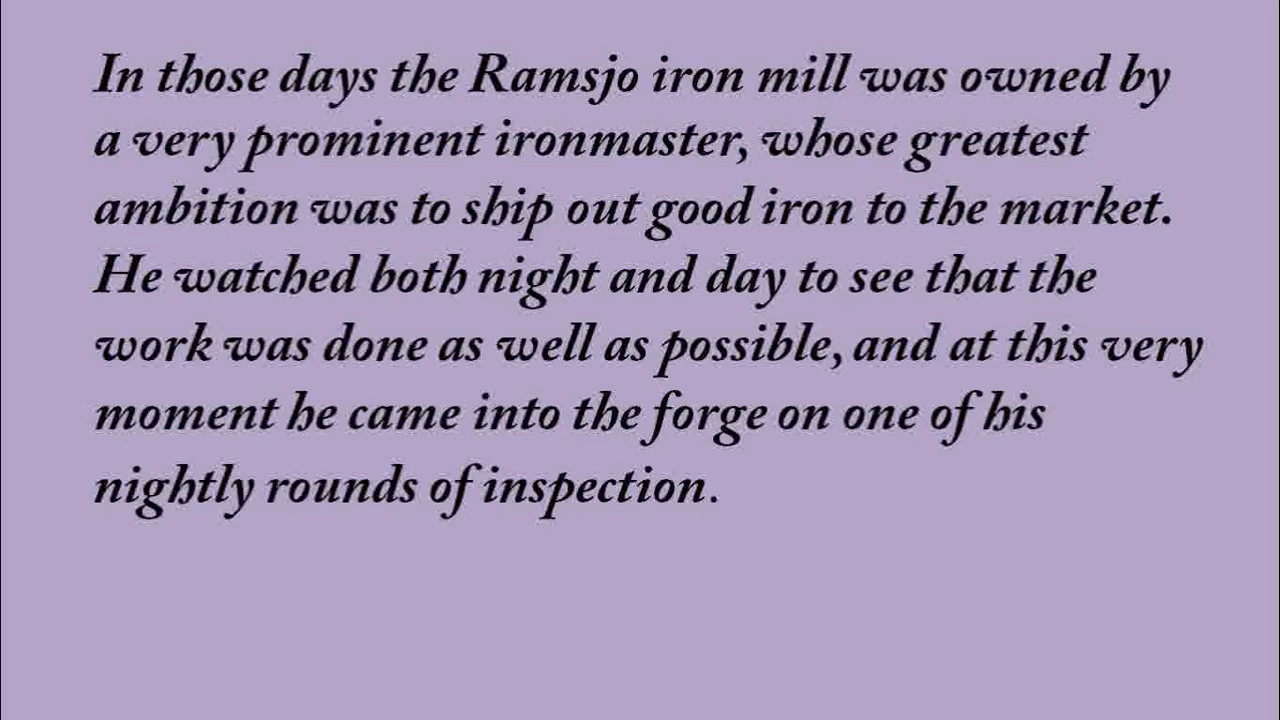 In those days the Ramsjo iron mill was owned by
a very prominent ironmaster, whose greatest
ambition was to ship out good iron to the market.
He watched both night and day to see that the
work was done as well as possible, and at this very
moment he came into the forge on one of his
nightly rounds of inspection.